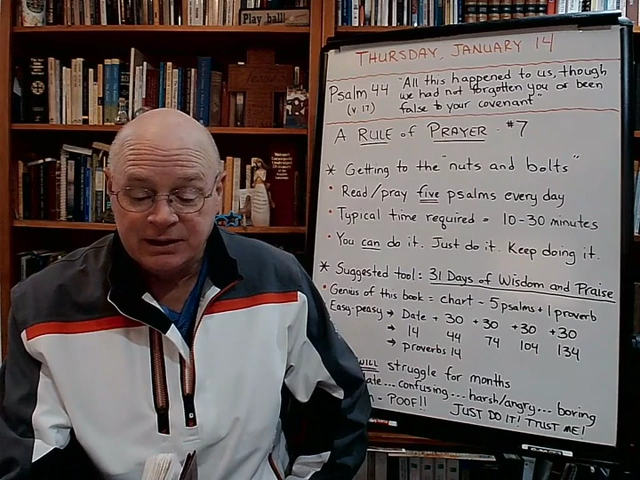 Play ball!
THURSDAY, JANUARY 14
Psalm 44 "All this happened to us, though
(v 17) we had not forgotten you or been
false to your covenant"
A RULE of PRAYER #7
* Getting to the "nuts and bolts"
• Read/pray five psalms every day
• Typical time required = 10-30 minutes
• You can do it. Just do it. Keep doing it.
* Suggested tool: 31 Days of Wisdom and Praise
• Genius of this book = chart - 5 psalms + 1 proverb
Easy-peasy → Date + 30 + 30 + 30 + 30
→ 14 44 74 104 134
→ proverbs 14
WILL struggle for months
...confusing... harsh/angry... boring
- POOF!! JUST DO IT! TRUST ME!